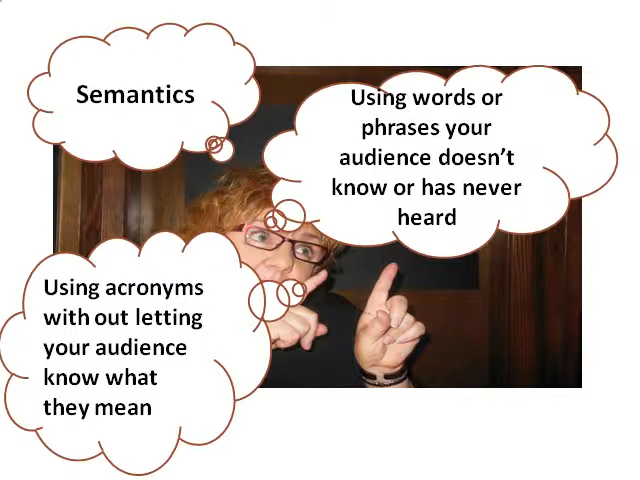 Semantics
Using words or
phrases your
audience doesn’t
know or has never
heard
Using acronyms
with out letting
your audience
know what
they mean